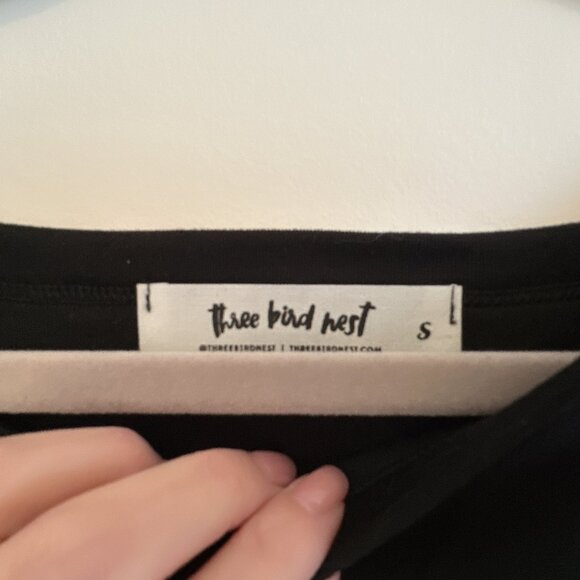 three bird nest
S
@THREEBIRDNEST | THREEBIRDNEST.COM